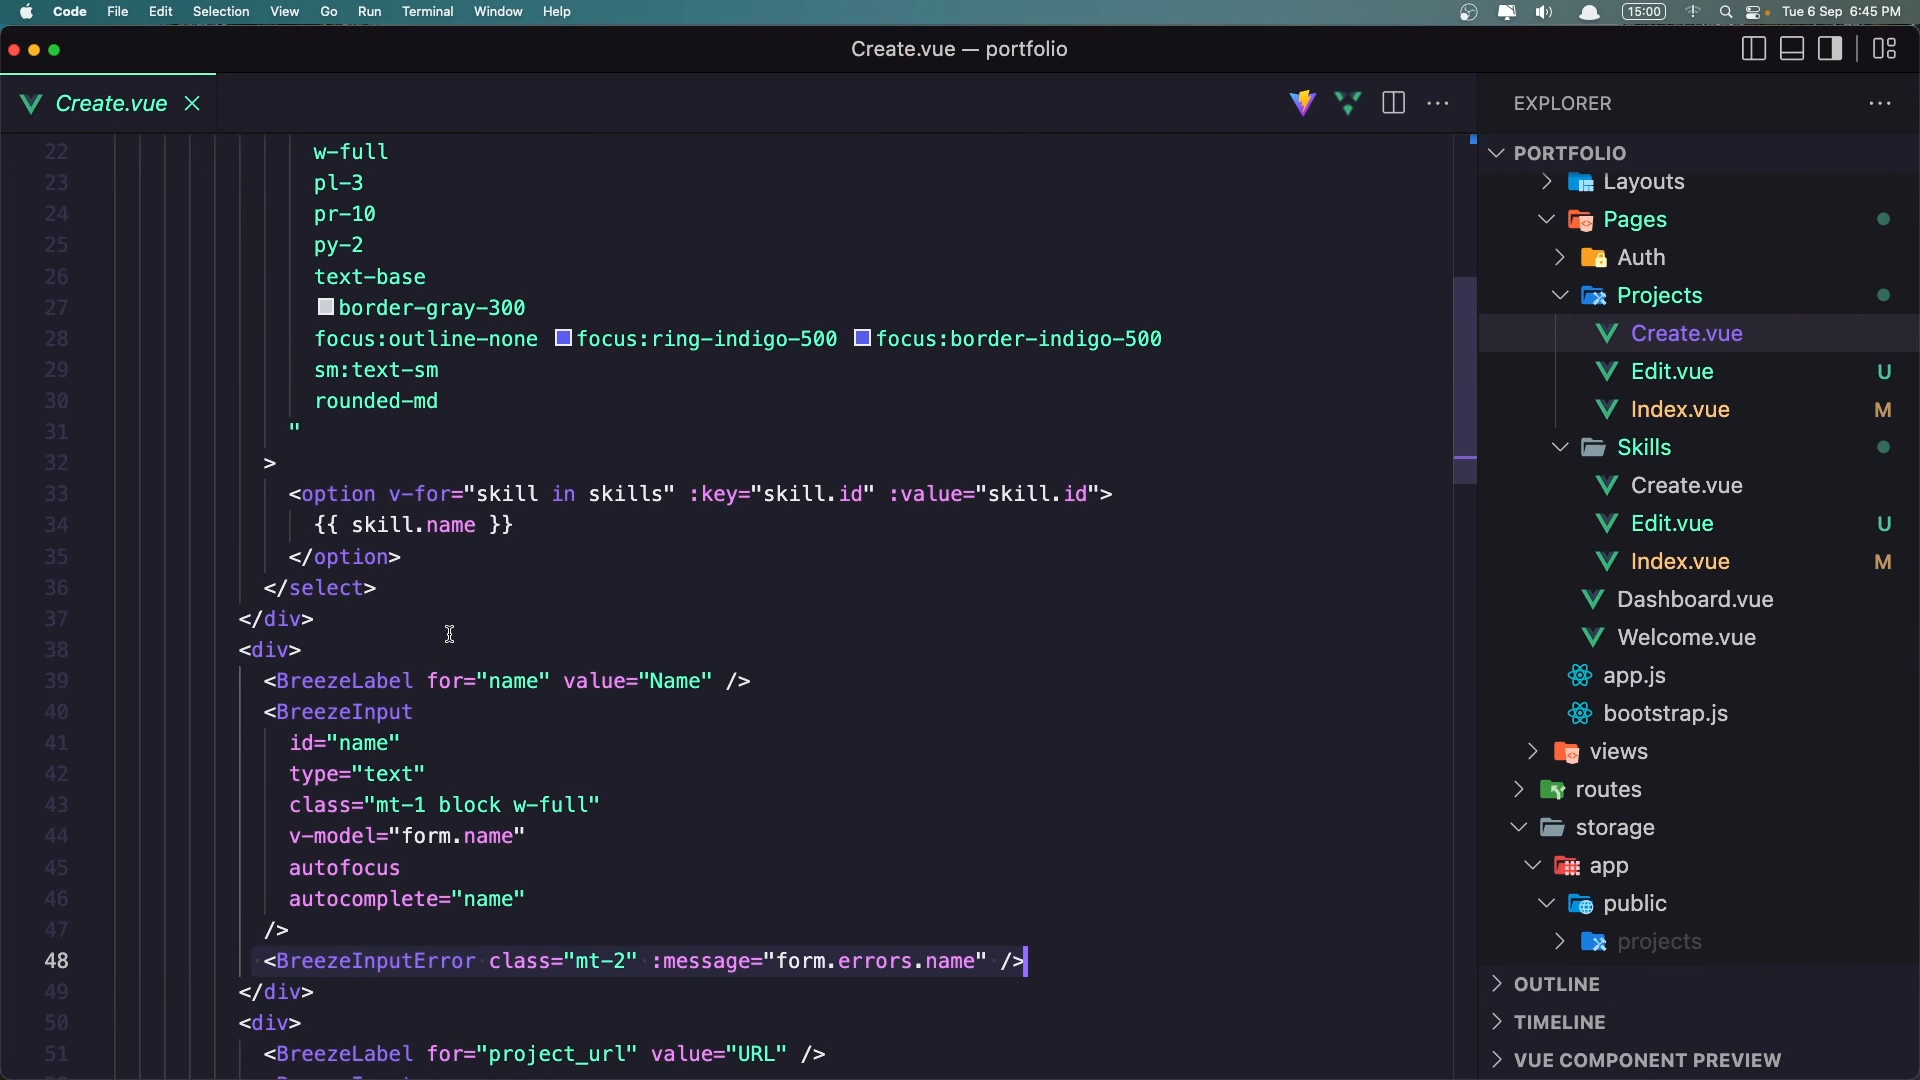 Code File Edit Selection View Go Run Terminal Window Help 15:00 Tue 6 Sep 6:45 PM
Create.vue — portfolio
Create.vue
22 w-full
23 pl-3
24 pr-10
25 py-2
26 text-base
27 border-gray-300
28 focus:outline-none focus:ring-indigo-500 focus:border-indigo-500
29 sm:text-sm
30 rounded-md
31 "
32 >
33 <option v-for="skill in skills" :key="skill.id" :value="skill.id">
34 {{ skill.name }}
35 </option>
36 </select>
37 </div>
38 <div>
39 <BreezeLabel for="name" value="Name" />
40 <BreezeInput
41 id="name"
42 type="text"
43 class="mt-1 block w-full"
44 v-model="form.name"
45 autofocus
46 autocomplete="name"
47 />
48 <BreezeInputError class="mt-2" :message="form.errors.name" />
49 </div>
50 <div>
51 <BreezeLabel for="project_url" value="URL" />
EXPLORER
PORTFOLIO
Layouts
Pages
Auth
Projects
Create.vue
Edit.vue U
Index.vue M
Skills
Create.vue
Edit.vue U
Index.vue M
Dashboard.vue
Welcome.vue
app.js
bootstrap.js
views
routes
storage
app
public
projects
OUTLINE
TIMELINE
VUE COMPONENT PREVIEW